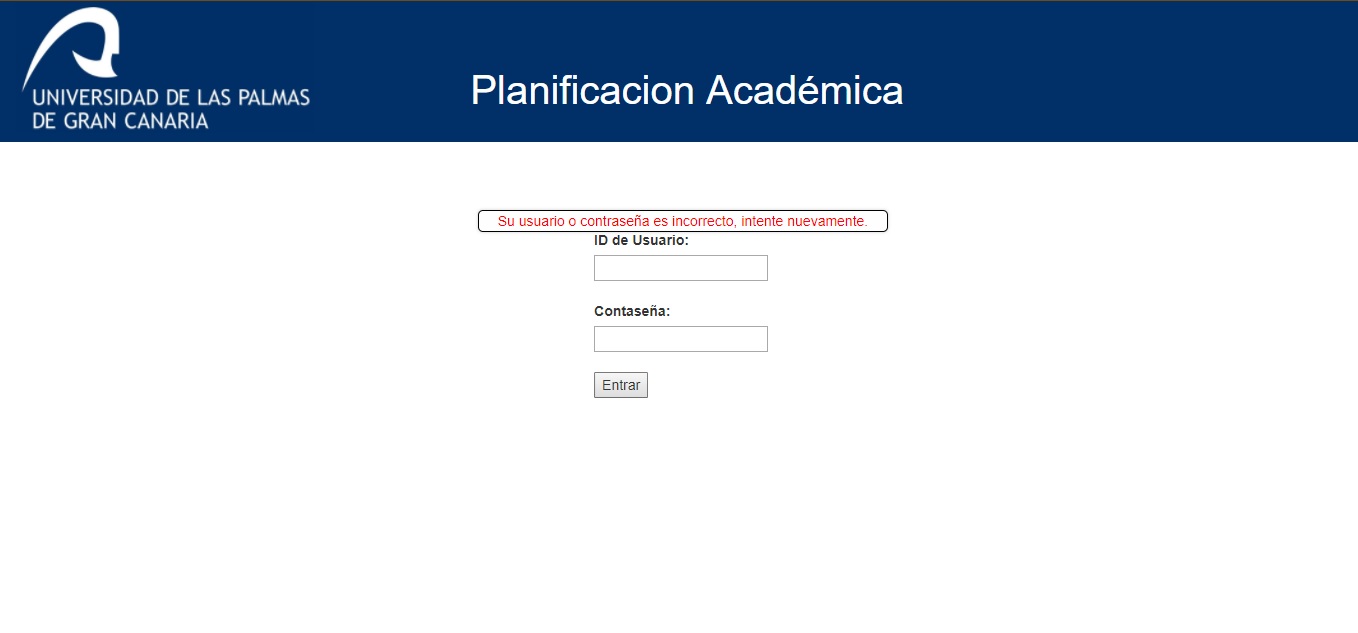 UNIVERSIDAD DE LAS PALMAS
DE GRAN CANARIA
Planificacion Académica
Su usuario o contraseña es incorrecto, intente nuevamente.
ID de Usuario:
Contaseña:
Entrar